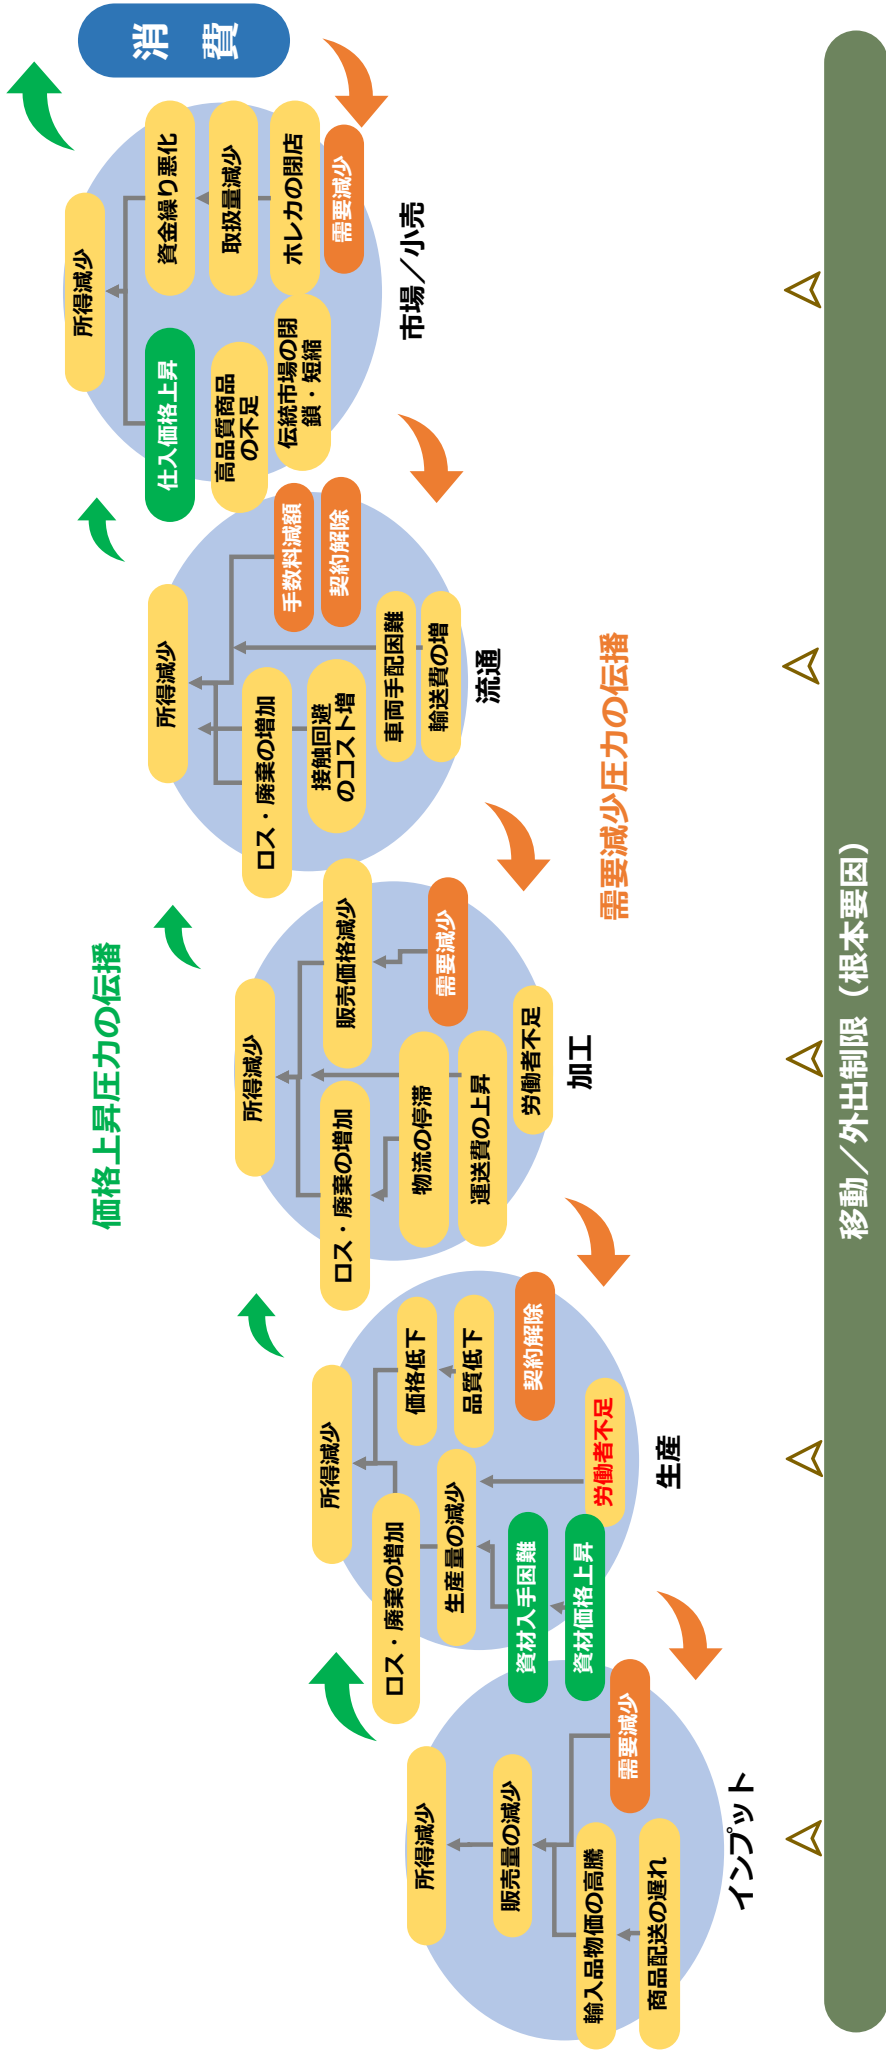 価格上昇圧力の伝播
需要減少圧力の伝播
所得減少
販売量の減少
輸入品物価の高騰
商品配送の遅れ
需要減少
インプット
所得減少
ロス・廃棄の増加
価格低下
生産量の減少
品質低下
資材入手困難
資材価格上昇
契約解除
労働者不足
生産
所得減少
ロス・廃棄の増加
販売価格減少
物流の停滞
運送費の上昇
需要減少
労働者不足
加工
所得減少
ロス・廃棄の増加
手数料減額
接触回避
のコスト増
契約解除
車両手配困難
輸送費の増
流通
所得減少
仕入価格上昇
資金繰り悪化
高品質商品
の不足
取扱量減少
伝統市場の閉
鎖・短縮
ホレカの閉店
需要減少
市場／小売
消
費
移動／外出制限（根本要因）